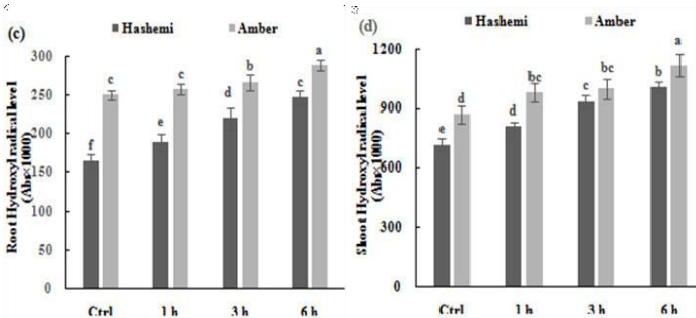 (c)
Hashemi
Amber
Root Hydroxyl radical level
(Abs×1000)
300
250
200
150
100
50
0
f
c
e
c
d
b
c
a
Ctrl
1 h
3 h
6 h
(d)
Hashemi
Amber
Shoot Hydroxyl radical level
(Abs×1000)
1200
900
600
300
0
e
d
d
bc
c
bc
b
a
Ctrl
1 h
3 h
6 h